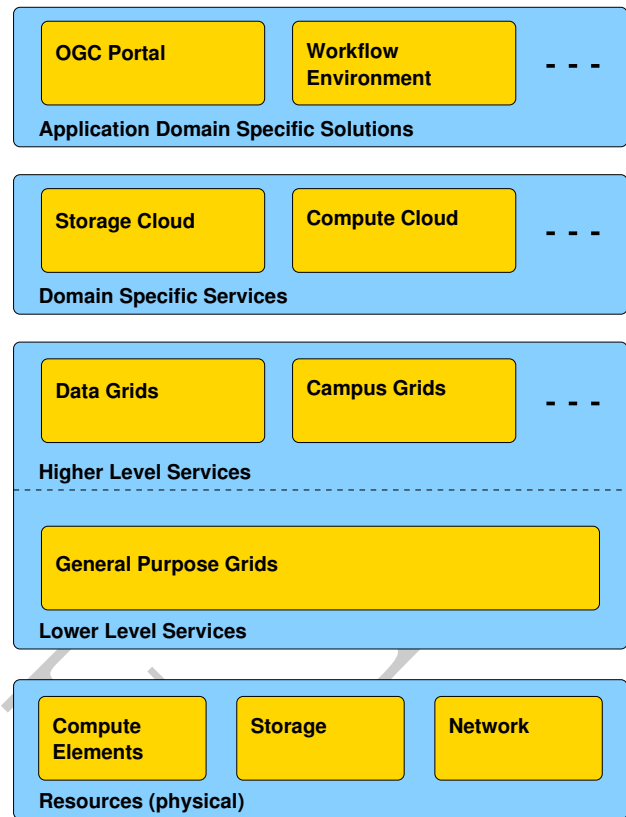 OGC Portal
Workflow
Environment
- - -
Application Domain Specific Solutions
Storage Cloud
Compute Cloud
- - -
Domain Specific Services
Data Grids
Campus Grids
- - -
Higher Level Services
General Purpose Grids
Lower Level Services
Compute
Elements
Storage
Network
Resources (physical)